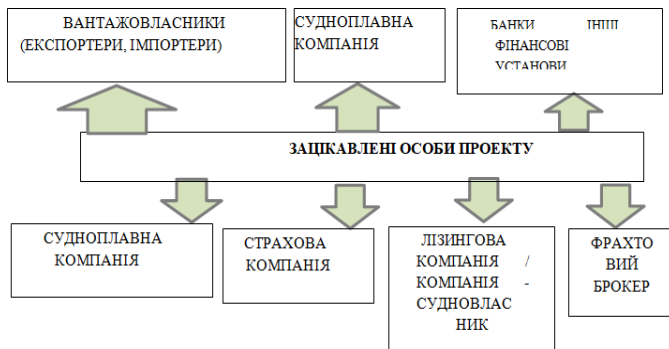 ВАНТАЖОВЛАСНИКИ
(ЕКСПОРТЕРИ, ІМПОРТЕРИ)
СУДНОПЛАВНА
КОМПАНІЯ
БАНКИ ІНШІ
ФІНАНСОВІ
УСТАНОВИ
ЗАЦІКАВЛЕНІ ОСОБИ ПРОЕКТУ
СУДНОПЛАВНА
КОМПАНІЯ
СТРАХОВА
КОМПАНІЯ
ЛІЗИНГОВА
КОМПАНІЯ /
КОМПАНІЯ -
СУДНОВЛАС
НИК
ФРАХТО
ВИЙ
БРОКЕР